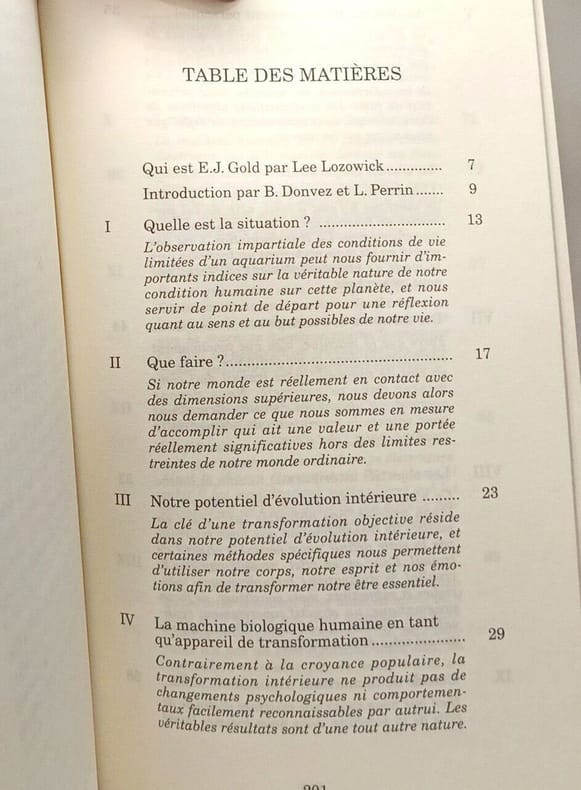 TABLE DES MATIÈRES
Qui est E.J. Gold par Lee Lozowick.............. 7
Introduction par B. Donvez et L. Perrin....... 9
I Quelle est la situation ? ............................... 13
L'observation impartiale des conditions de vie
limitées d'un aquarium peut nous fournir d'im-
portants indices sur la véritable nature de notre
condition humaine sur cette planète, et nous
servir de point de départ pour une réflexion
quant au sens et au but possibles de notre vie.
II Que faire ?..................................................... 17
Si notre monde est réellement en contact avec
des dimensions supérieures, nous devons alors
nous demander ce que nous sommes en mesure
d'accomplir qui ait une valeur et une portée
réellement significatives hors des limites res-
treintes de notre monde ordinaire.
III Notre potentiel d'évolution intérieure ......... 23
La clé d'une transformation objective réside
dans notre potentiel d'évolution intérieure, et
certaines méthodes spécifiques nous permettent
d'utiliser notre corps, notre esprit et nos émo-
tions afin de transformer notre être essentiel.
IV La machine biologique humaine en tant
qu'appareil de transformation...................... 29
Contrairement à la croyance populaire, la
transformation intérieure ne produit pas de
changements psychologiques ni comportemen-
taux facilement reconnaissables par autrui. Les
véritables résultats sont d'une tout autre nature.